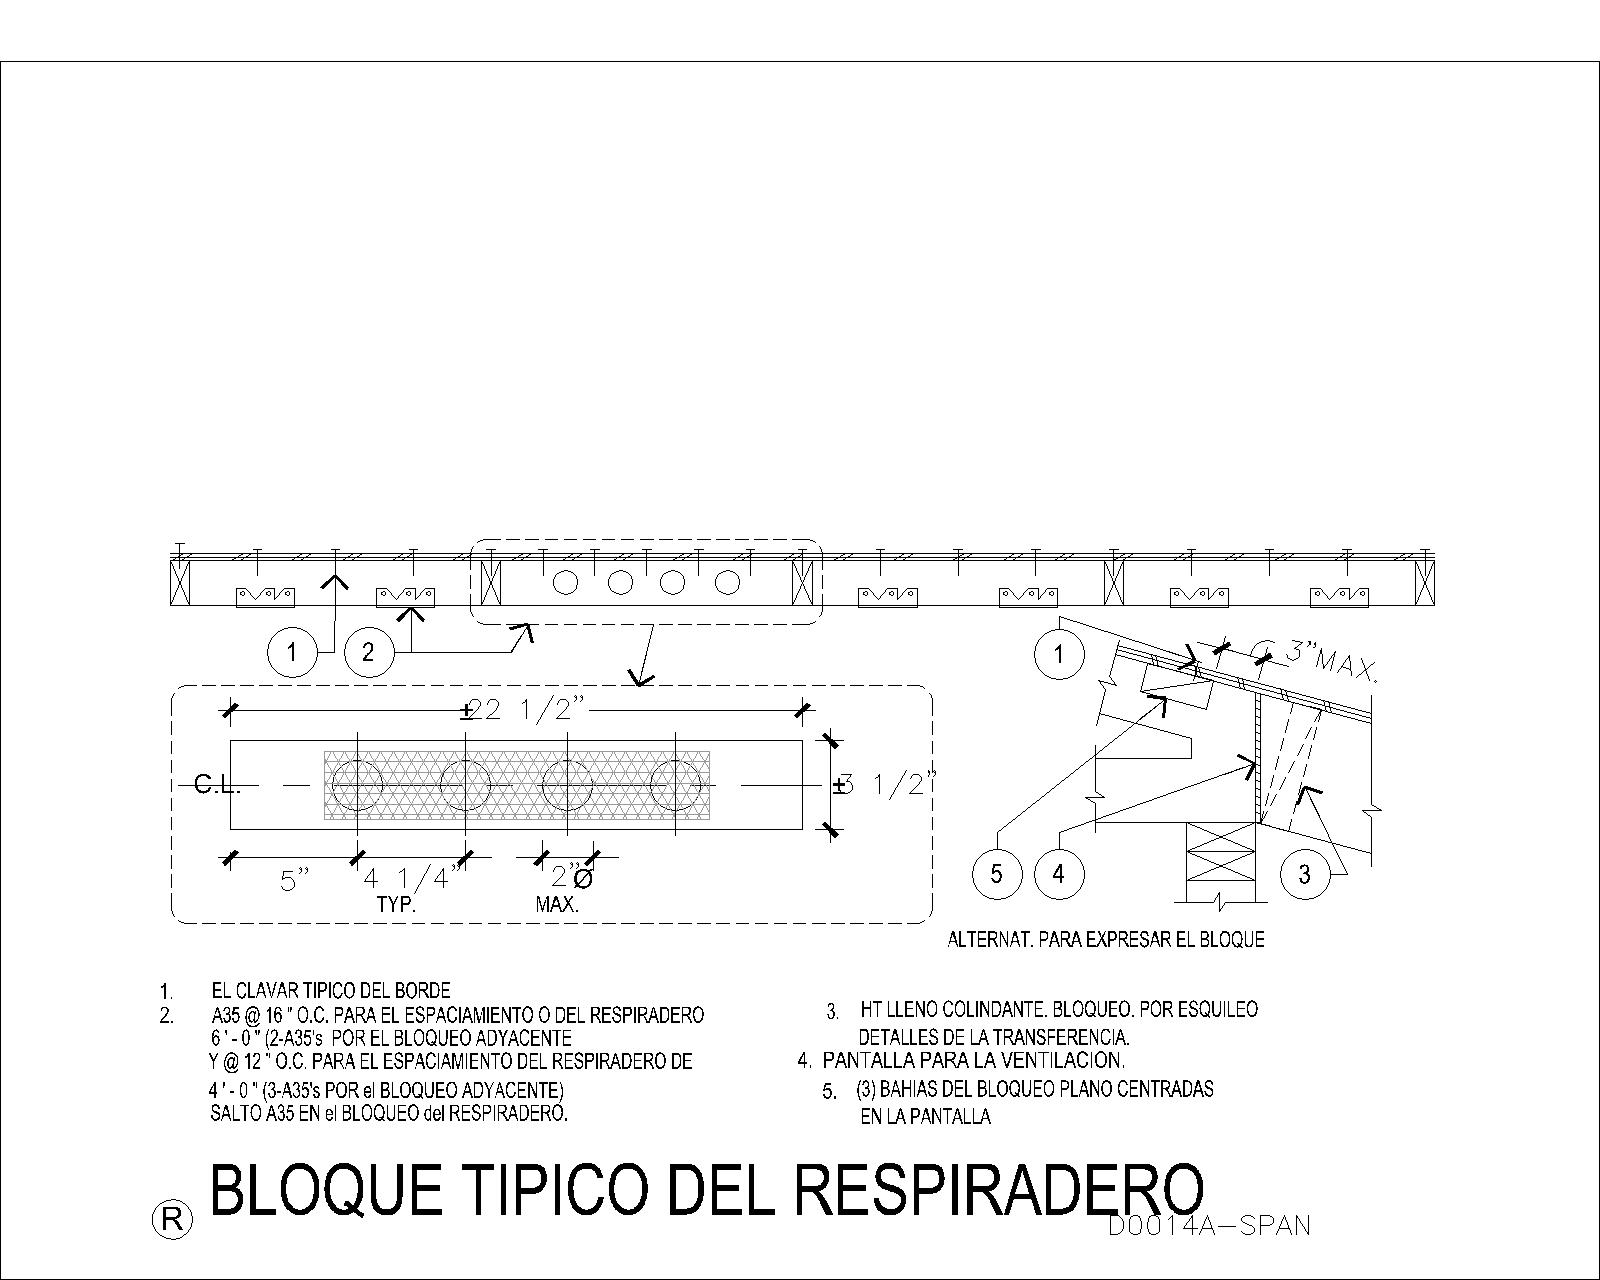 1
2
1
3" MAX.
±22 1/2"
C.L.
±3 1/2"
5"
4 1/4"
2"Ø
TYP.
MAX.
5
4
3
ALTERNAT. PARA EXPRESAR EL BLOQUE
1. EL CLAVAR TIPICO DEL BORDE
2. A35 @ 16 " O.C. PARA EL ESPACIAMIENTO O DEL RESPIRADERO
6 ' - 0 " (2-A35's POR EL BLOQUEO ADYACENTE
Y @ 12 " O.C. PARA EL ESPACIAMIENTO DEL RESPIRADERO DE
4 ' - 0 " (3-A35's POR el BLOQUEO ADYACENTE)
SALTO A35 EN el BLOQUEO del RESPIRADERO.
3. HT LLENO COLINDANTE. BLOQUEO. POR ESQUILEO
DETALLES DE LA TRANSFERENCIA.
4. PANTALLA PARA LA VENTILACION.
5. (3) BAHIAS DEL BLOQUEO PLANO CENTRADAS
EN LA PANTALLA
R BLOQUE TIPICO DEL RESPIRADERO
D0014A-SPAN